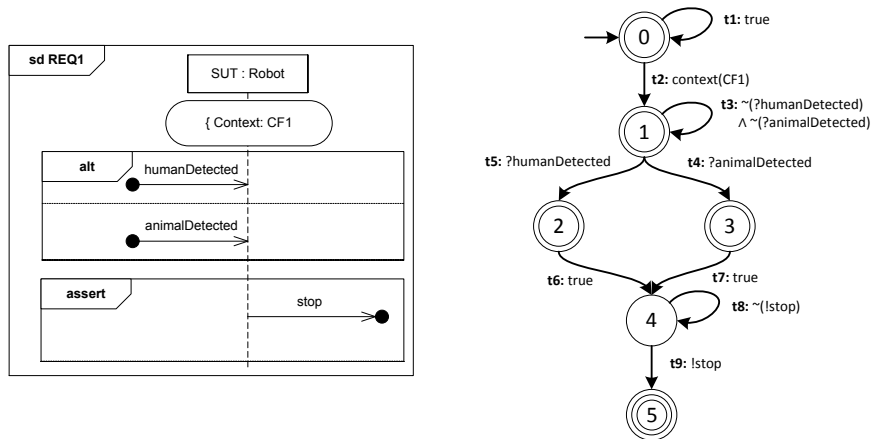 sd REQ1
SUT : Robot
{ Context: CF1
alt
humanDetected
animalDetected
assert
stop
0
t1: true
t2: context(CF1)
1
t3: ~(?humanDetected)
∧ ~(?animalDetected)
t5: ?humanDetected
t4: ?animalDetected
2
3
t6: true
t7: true
4
t8: ~(!stop)
t9: !stop
5